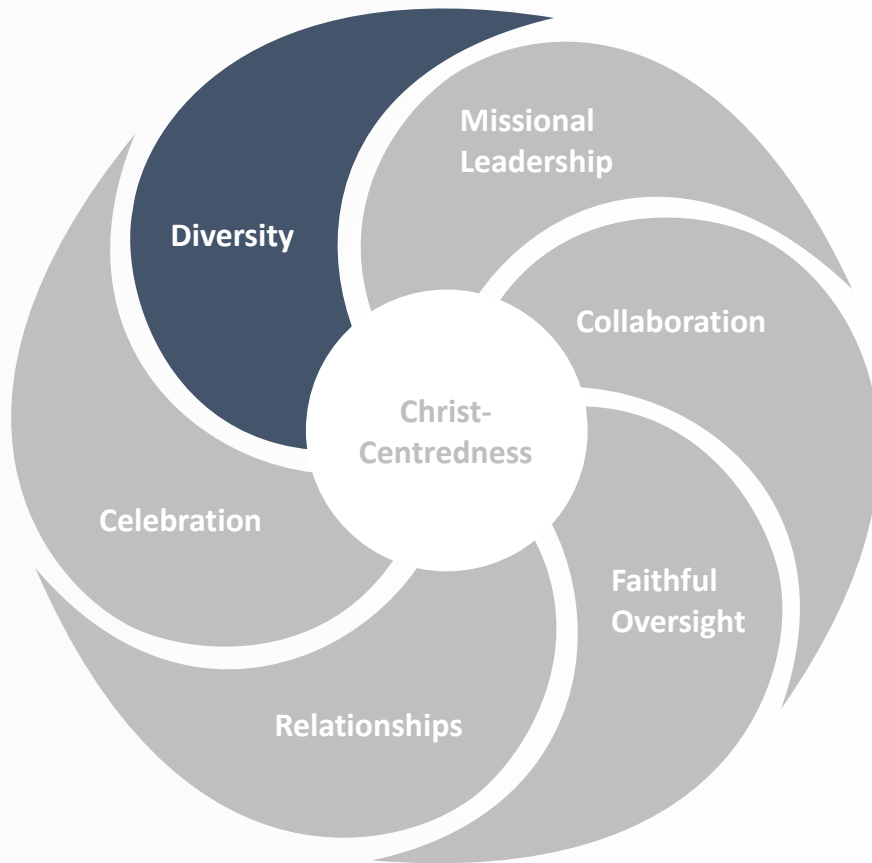 Missional
Leadership
Diversity
Collaboration
Christ-
Centredness
Celebration
Faithful
Oversight
Relationships